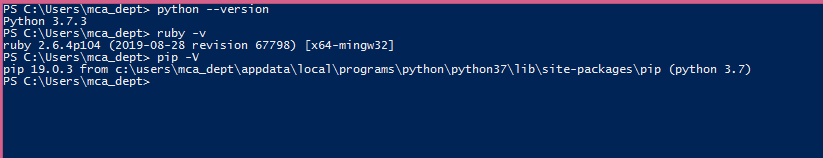 PS C:\Users\mca_dept> python --version
Python 3.7.3
PS C:\Users\mca_dept> ruby -v
ruby 2.6.4p104 (2019-08-28 revision 67798) [x64-mingw32]
PS C:\Users\mca_dept> pip -V
pip 19.0.3 from c:\users\mca_dept\appdata\local\programs\python\python37\lib\site-packages\pip (python 3.7)
PS C:\Users\mca_dept>